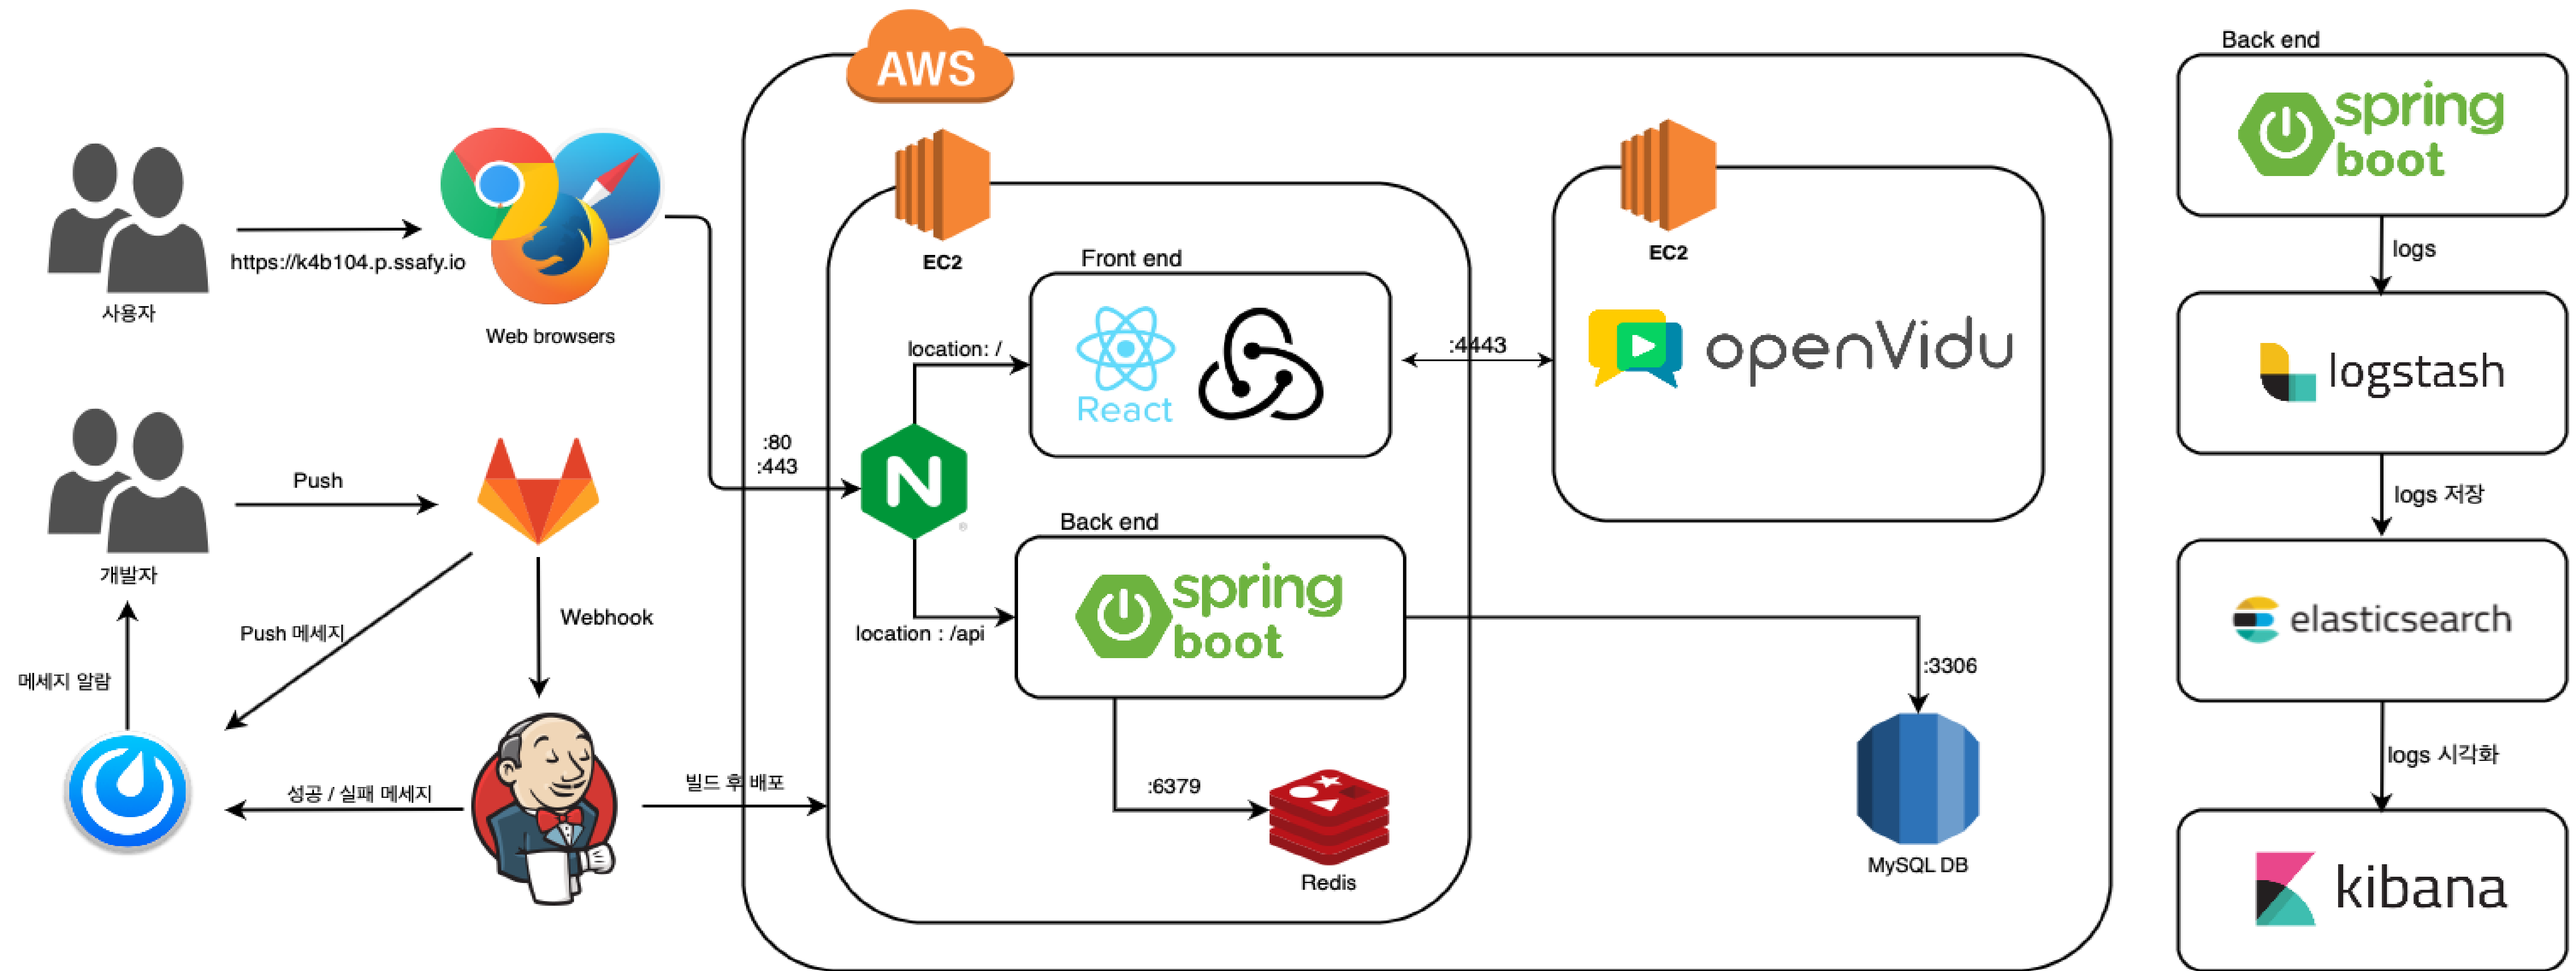 사용자
https://k4b104.p.ssafy.io
Web browsers
개발자
Push
Push 메세지
Webhook
메세지 알람
성공 / 실패 메세지
빌드 후 배포
AWS
:80
:443
EC2
N
®
location: /
location : /api
Front end
React
Back end
spring
boot
:6379
Redis
:4443
EC2
openVidu
:3306
MySQL DB
Back end
spring
boot
logs
logstash
logs 저장
elasticsearch
logs 시각화
kibana